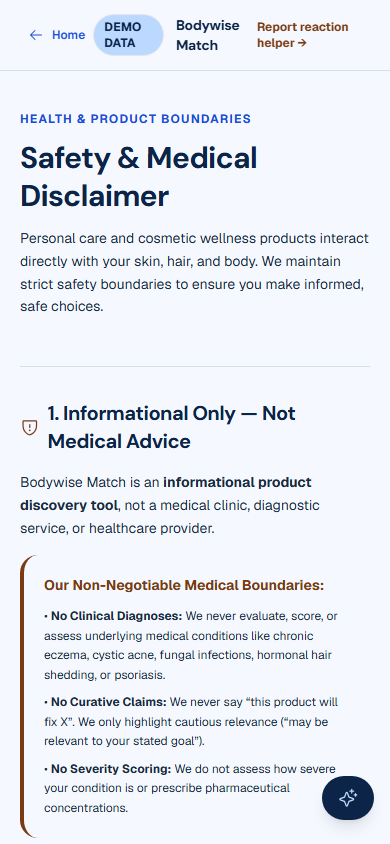 Home
DEMO
DATA
Bodywise
Match
Report reaction
helper →
HEALTH & PRODUCT BOUNDARIES
Safety & Medical
Disclaimer
Personal care and cosmetic wellness products interact
directly with your skin, hair, and body. We maintain
strict safety boundaries to ensure you make informed,
safe choices.
1. Informational Only — Not
Medical Advice
Bodywise Match is an informational product
discovery tool, not a medical clinic, diagnostic
service, or healthcare provider.
Our Non-Negotiable Medical Boundaries:
• No Clinical Diagnoses: We never evaluate, score, or
assess underlying medical conditions like chronic
eczema, cystic acne, fungal infections, hormonal hair
shedding, or psoriasis.
• No Curative Claims: We never say “this product will
fix X”. We only highlight cautious relevance (“may be
relevant to your stated goal”).
• No Severity Scoring: We do not assess how severe
your condition is or prescribe pharmaceutical
concentrations.